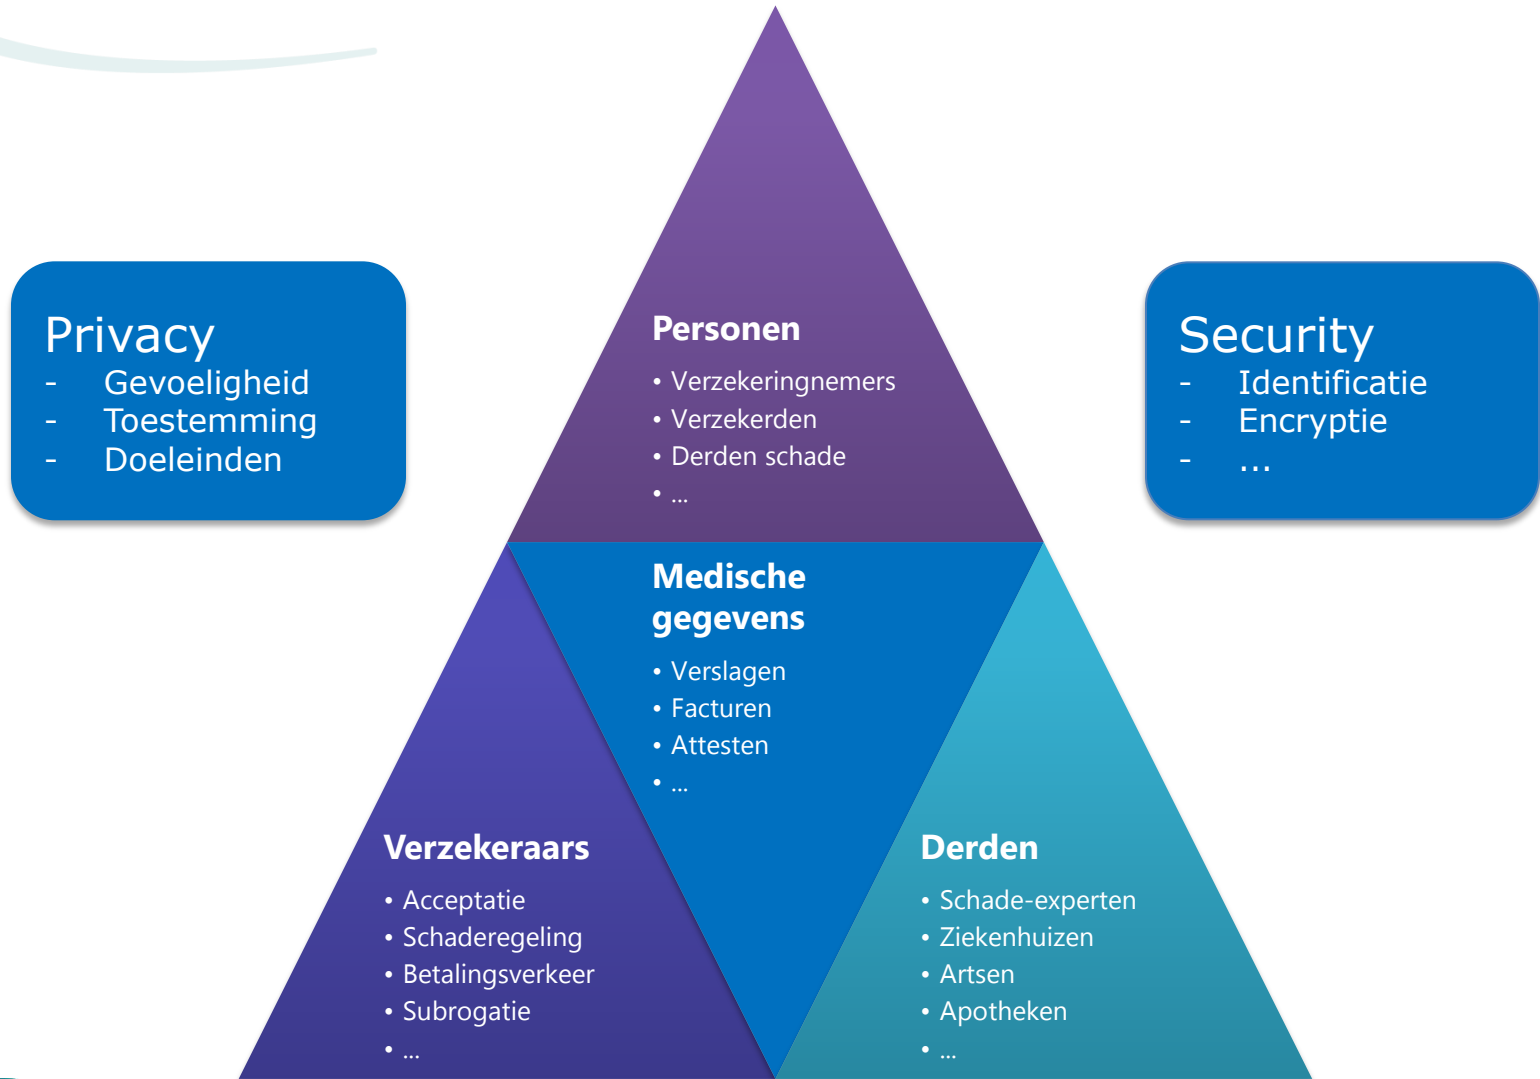 Privacy
- Gevoeligheid
- Toestemming
- Doeleinden
Personen
• Verzekeringnemers
• Verzekerden
• Derden schade
• ...
Security
- Identificatie
- Encryptie
- ...
Medische
gegevens
• Verslagen
• Facturen
• Attesten
• ...
Verzekeraars
• Acceptatie
• Schaderegeling
• Betalingsverkeer
• Subrogatie
• ...
Derden
• Schade-experten
• Ziekenhuizen
• Artsen
• Apotheken
• ...